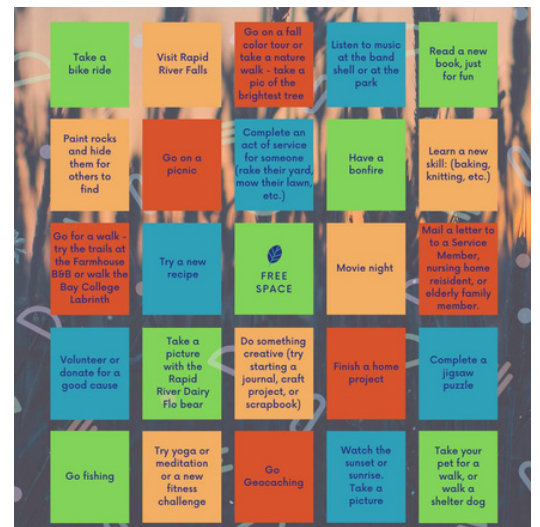 Take a
bike ride
Visit Rapid
River Falls
Go on a fall
color tour or
take a nature
walk - take a
pic of the
brightest tree
Listen to music
at the band
shell or at the
park
Read a new
book, just
for fun
Paint rocks
and hide
them for
others to
find
Go on a
picnic
Complete an
act of service
for someone
(rake their yard,
mow their lawn,
etc.)
Have a
bonfire
Learn a new
skill: (baking,
knitting, etc.)
Go for a walk -
try the trails at
the Farmhouse
B&B or walk the
Bay College
Labrinth
Try a new
recipe
FREE
SPACE
Movie night
Mail a letter to
to a Service
Member,
nursing home
reisident, or
elderly family
member.
Volunteer or
donate for a
good cause
Take a
picture
with the
Rapid
River Dairy
Flo bear
Do something
creative (try
starting a
journal, craft
project, or
scrapbook)
Finish a home
project
Complete a
jigsaw
puzzle
Go fishing
Try yoga or
meditation
or a new
fitness
challenge
Go
Geocaching
Watch the
sunset or
sunrise.
Take a
picture
Take your
pet for a
walk, or
walk a
shelter dog